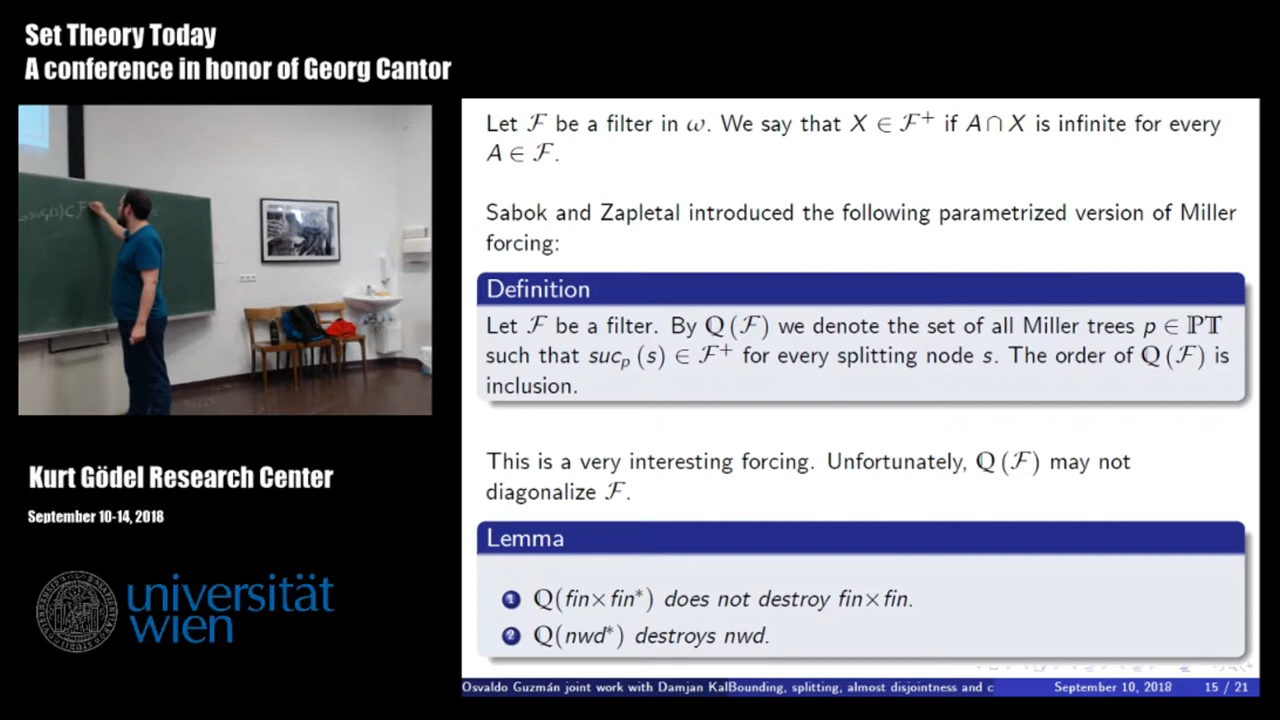 Set Theory Today
A conference in honor of Georg Cantor
Let ℱ be a filter in ω. We say that X ∈ ℱ⁺ if A ∩ X is infinite for every
A ∈ ℱ.
Sabok and Zapletal introduced the following parametrized version of Miller
forcing:
Definition
Let ℱ be a filter. By ℚ(ℱ) we denote the set of all Miller trees p ∈ ℙ𝕋
such that sucₚ(s) ∈ ℱ⁺ for every splitting node s. The order of ℚ(ℱ) is
inclusion.
This is a very interesting forcing. Unfortunately, ℚ(ℱ) may not
diagonalize ℱ.
Lemma
1 ℚ(fin×fin*) does not destroy fin×fin.
2 ℚ(nwd*) destroys nwd.
Osvaldo Guzmán joint work with Damjan KalBounding, splitting, almost disjointness and c
September 10, 2018
15 / 21
Kurt Gödel Research Center
September 10-14, 2018
universität
wien